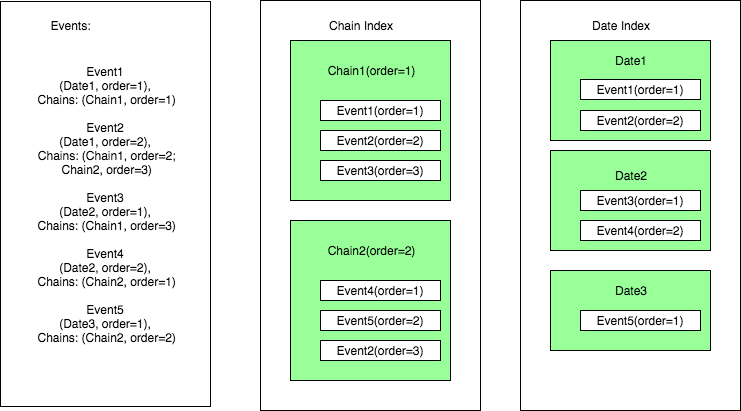 Events:
Event1
(Date1, order=1),
Chains: (Chain1, order=1)
Event2
(Date1, order=2),
Chains: (Chain1, order=2;
Chain2, order=3)
Event3
(Date2, order=1),
Chains: (Chain1, order=3)
Event4
(Date2, order=2),
Chains: (Chain2, order=1)
Event5
(Date3, order=1),
Chains: (Chain2, order=2)
Chain Index
Chain1(order=1)
Event1(order=1)
Event2(order=2)
Event3(order=3)
Chain2(order=2)
Event4(order=1)
Event5(order=2)
Event2(order=3)
Date Index
Date1
Event1(order=1)
Event2(order=2)
Date2
Event3(order=1)
Event4(order=2)
Date3
Event5(order=1)